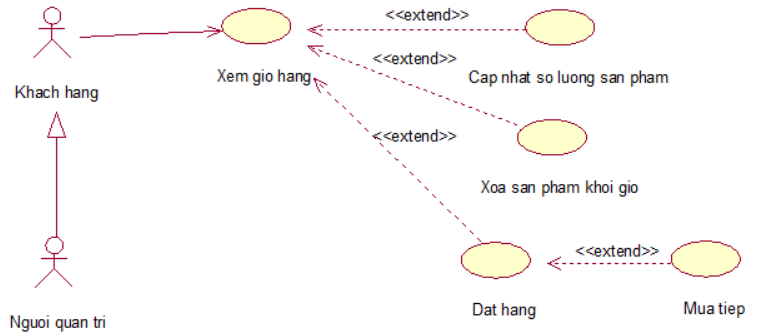 <<extend>>
Xem gio hang
Cap nhat so luong san pham
<<extend>>
Khach hang
<<extend>>
Xoa san pham khoi gio
<<extend>>
Dat hang
Mua tiep
Nguoi quan tri